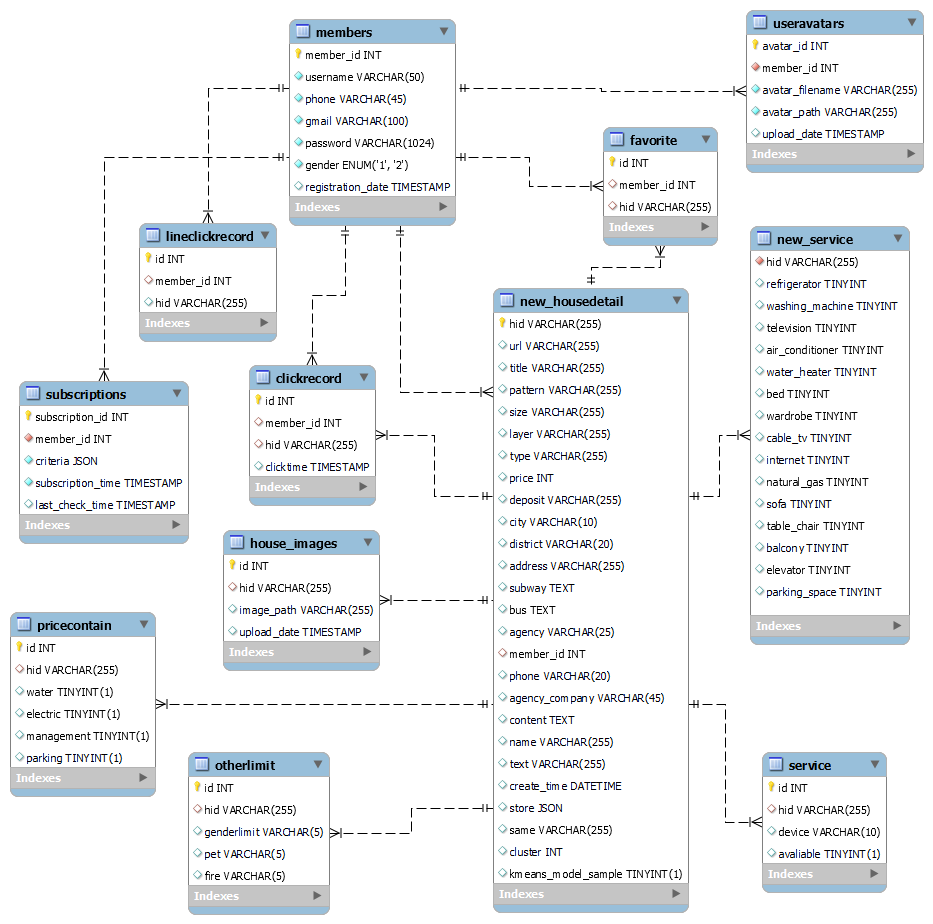 members
member_id INT
username VARCHAR(50)
phone VARCHAR(45)
gmail VARCHAR(100)
password VARCHAR(1024)
gender ENUM('1', '2')
registration_date TIMESTAMP
Indexes
useravatars
avatar_id INT
member_id INT
avatar_filename VARCHAR(255)
avatar_path VARCHAR(255)
upload_date TIMESTAMP
Indexes
favorite
id INT
member_id INT
hid VARCHAR(255)
Indexes
lineclickrecord
id INT
member_id INT
hid VARCHAR(255)
Indexes
new_service
hid VARCHAR(255)
refrigerator TINYINT
washing_machine TINYINT
television TINYINT
air_conditioner TINYINT
water_heater TINYINT
bed TINYINT
wardrobe TINYINT
cable_tv TINYINT
internet TINYINT
natural_gas TINYINT
sofa TINYINT
table_chair TINYINT
balcony TINYINT
elevator TINYINT
parking_space TINYINT
Indexes
new_housedetail
hid VARCHAR(255)
url VARCHAR(255)
title VARCHAR(255)
pattern VARCHAR(255)
size VARCHAR(255)
layer VARCHAR(255)
type VARCHAR(255)
price INT
deposit VARCHAR(255)
city VARCHAR(10)
district VARCHAR(20)
address VARCHAR(255)
subway TEXT
bus TEXT
agency VARCHAR(25)
member_id INT
phone VARCHAR(20)
agency_company VARCHAR(45)
content TEXT
name VARCHAR(255)
text VARCHAR(255)
create_time DATETIME
store JSON
same VARCHAR(255)
cluster INT
kmeans_model_sample TINYINT(1)
Indexes
clickrecord
id INT
member_id INT
hid VARCHAR(255)
clicktime TIMESTAMP
Indexes
subscriptions
subscription_id INT
member_id INT
criteria JSON
subscription_time TIMESTAMP
last_check_time TIMESTAMP
Indexes
house_images
id INT
hid VARCHAR(255)
image_path VARCHAR(255)
upload_date TIMESTAMP
Indexes
pricecontain
id INT
hid VARCHAR(255)
water TINYINT(1)
electric TINYINT(1)
management TINYINT(1)
parking TINYINT(1)
Indexes
otherlimit
id INT
hid VARCHAR(255)
genderlimit VARCHAR(5)
pet VARCHAR(5)
fire VARCHAR(5)
Indexes
service
id INT
hid VARCHAR(255)
device VARCHAR(10)
avaliable TINYINT(1)
Indexes